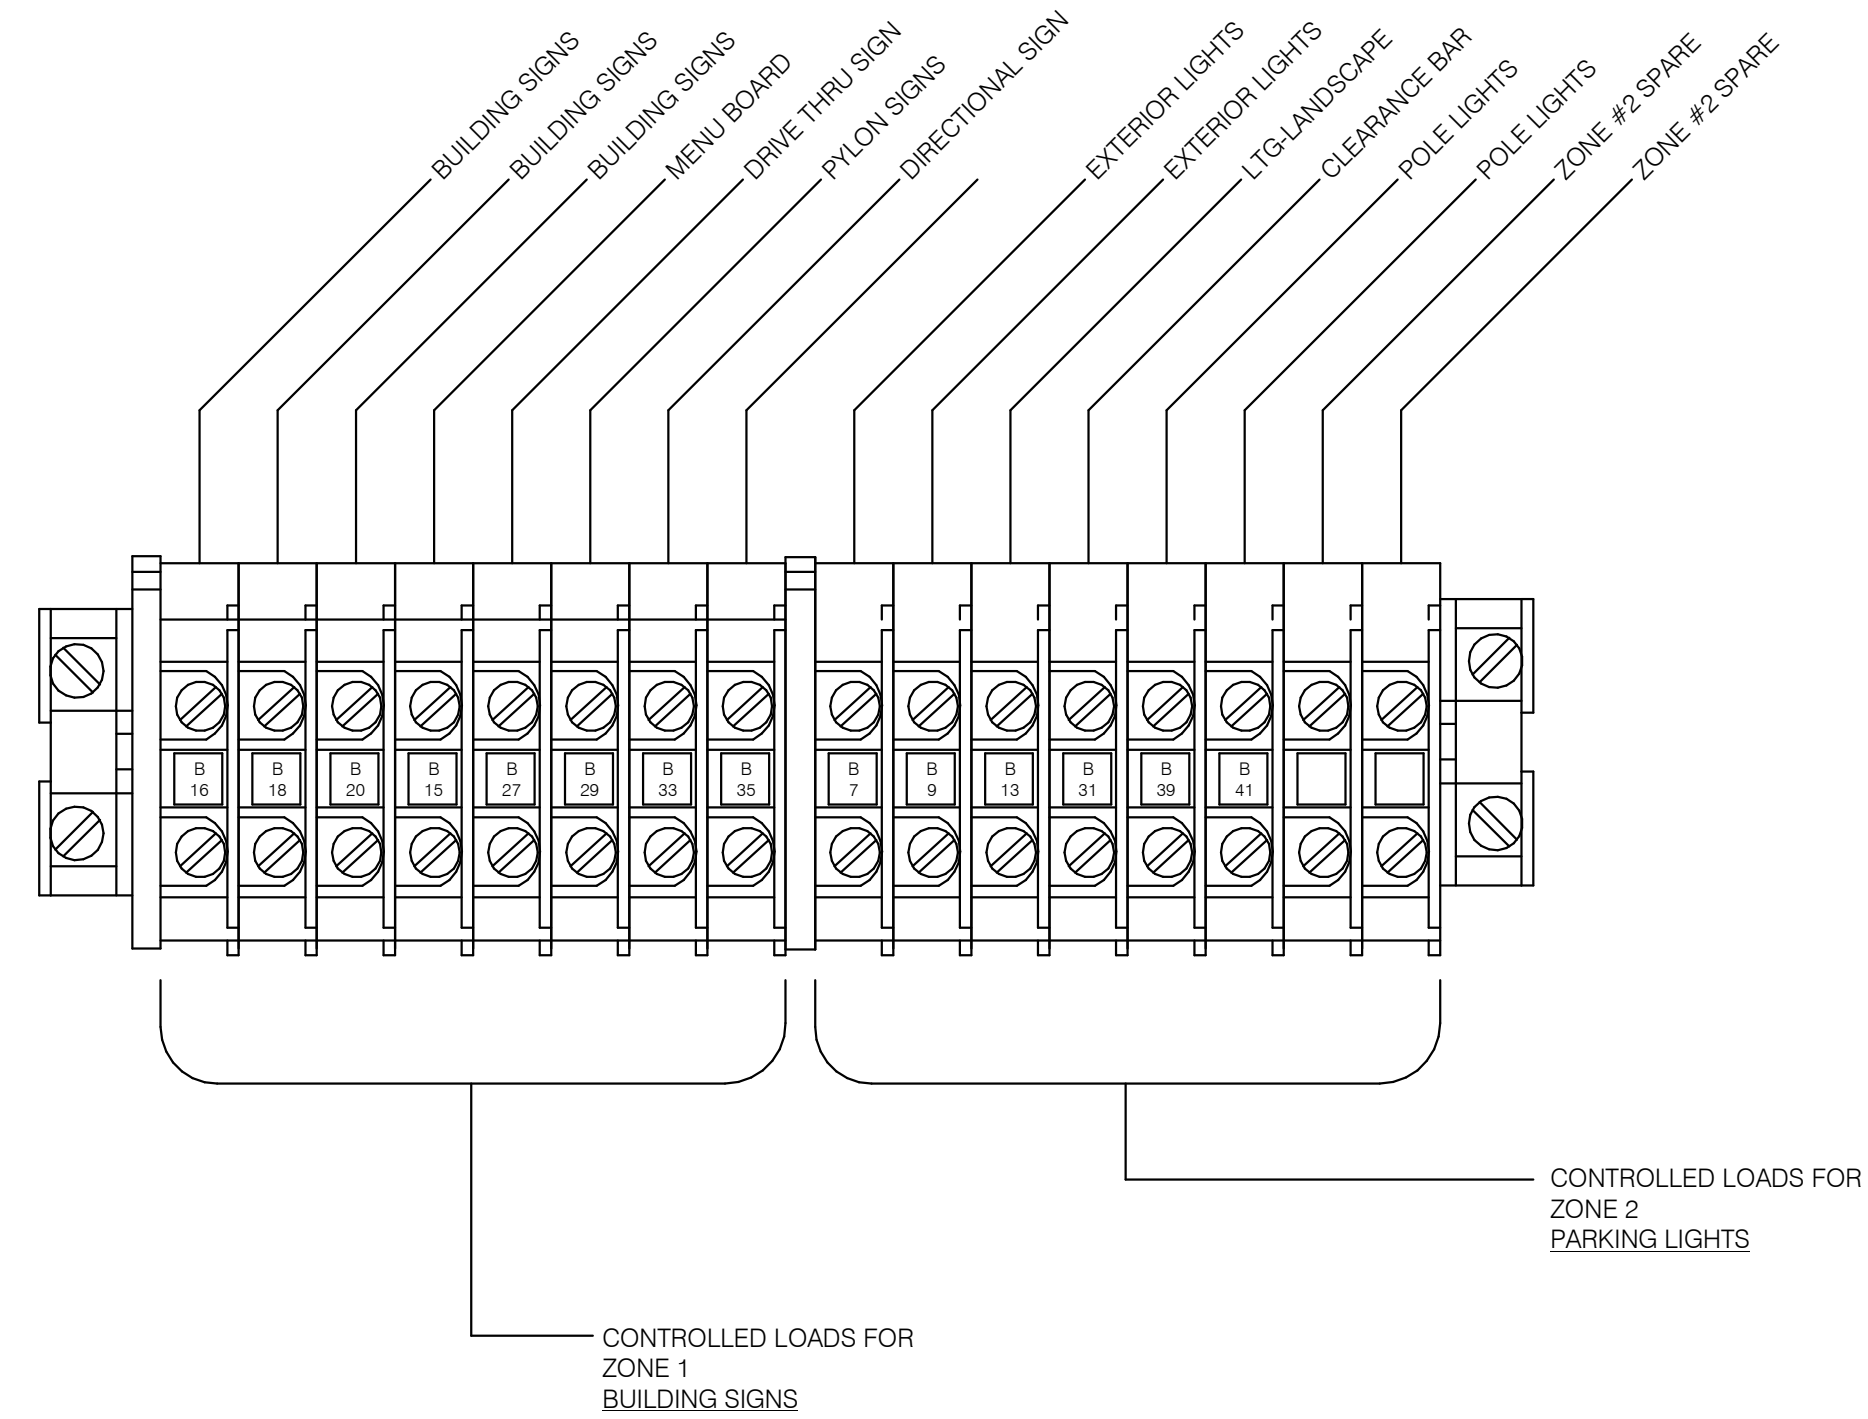 BUILDING SIGNS
BUILDING SIGNS
BUILDING SIGNS
MENU BOARD
DRIVE THRU SIGN
PYLON SIGNS
DIRECTIONAL SIGN
EXTERIOR LIGHTS
EXTERIOR LIGHTS
LTG-LANDSCAPE
CLEARANCE BAR
POLE LIGHTS
POLE LIGHTS
ZONE #2 SPARE
ZONE #2 SPARE
B
16
B
18
B
20
B
15
B
27
B
29
B
33
B
35
B
7
B
9
B
13
B
31
B
39
B
41
CONTROLLED LOADS FOR
ZONE 2
PARKING LIGHTS
CONTROLLED LOADS FOR
ZONE 1
BUILDING SIGNS